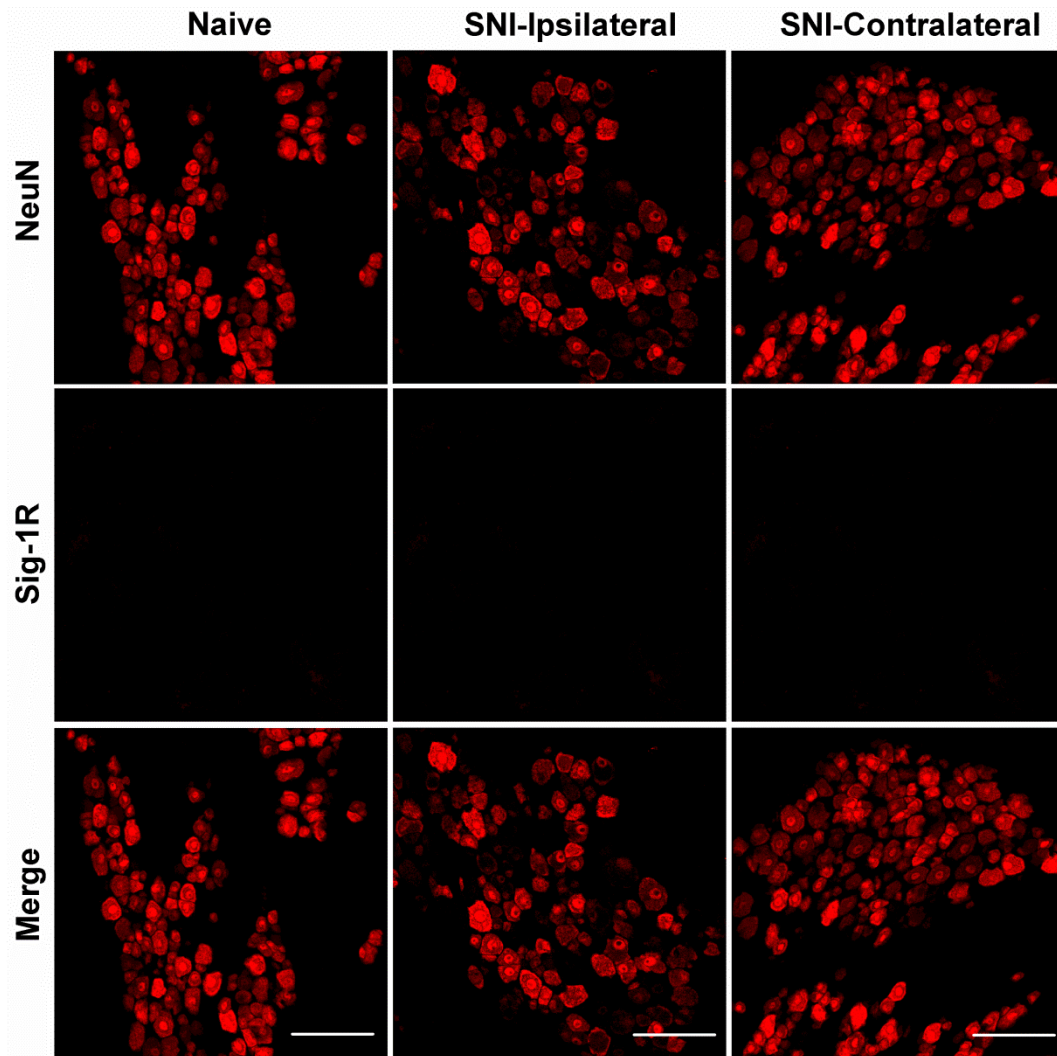 Naive
SNI-Ipsilateral
SNI-Contralateral
NeuN
Sig-1R
Merge